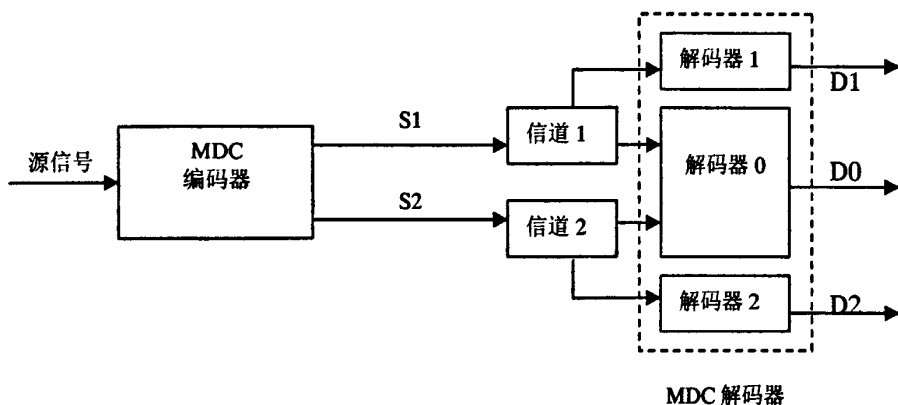 源信号
MDC
编码器
S1
S2
信道 1
信道 2
解码器 1
解码器 0
解码器 2
D1
D0
D2
MDC 解码器